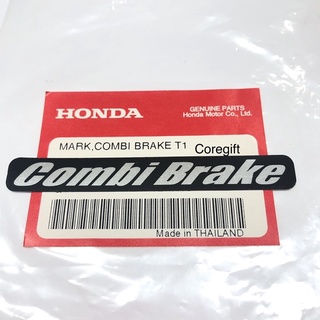 HONDA
GENUINE PARTS
Honda Motor Co., Ltd.
MARK,COMBI BRAKE T1 Coregift
Combi Brake
Made in THAILAND